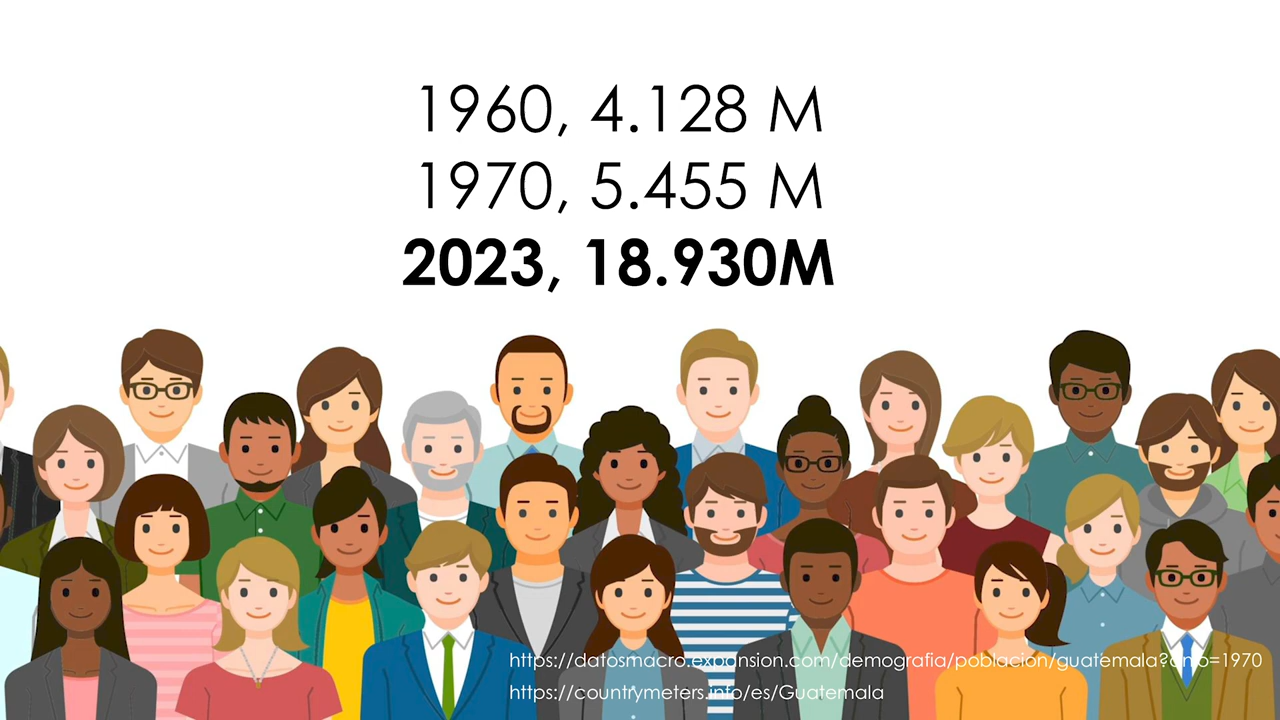 1960, 4.128 M
1970, 5.455 M
2023, 18.930M
https://datosmacro.expansion.com/demografia/poblacion/guatemala?anio=1970
https://countrymeters.info/es/Guatemala